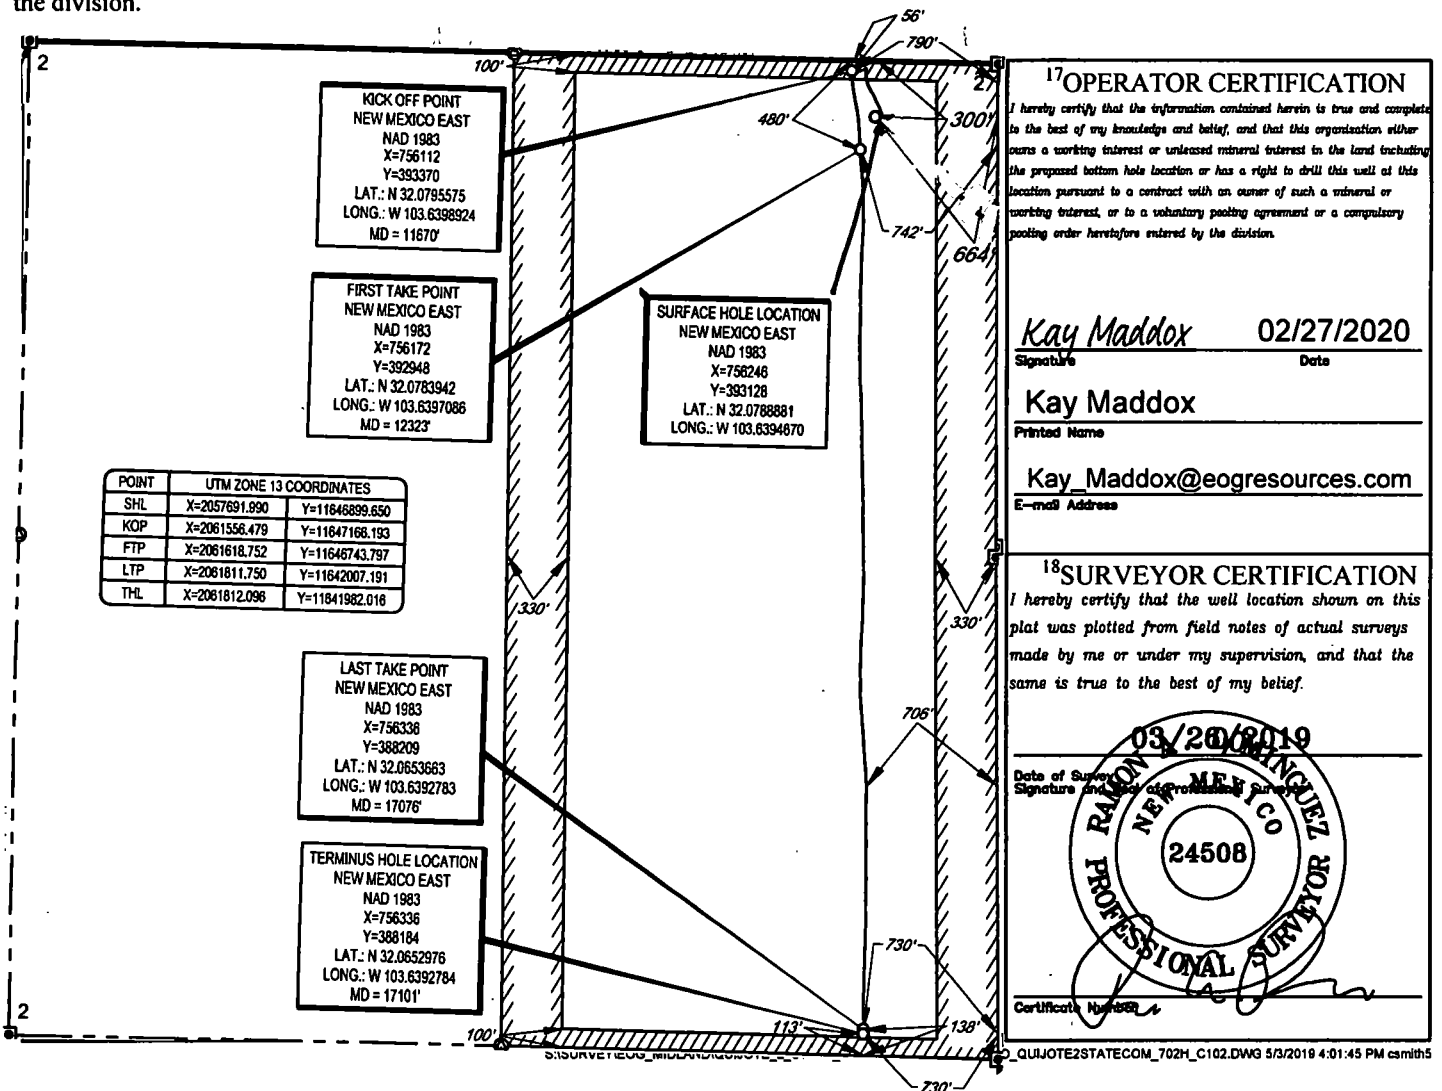 the division.
2
100'
56'
790'
2
480'
300'
742'
664'
KICK OFF POINT
NEW MEXICO EAST
NAD 1983
X=756112
Y=393370
LAT.: N 32.0795575
LONG.: W 103.6398924
MD = 11670'
FIRST TAKE POINT
NEW MEXICO EAST
NAD 1983
X=756172
Y=392948
LAT.: N 32.0783942
LONG.: W 103.6397086
MD = 12323'
SURFACE HOLE LOCATION
NEW MEXICO EAST
NAD 1983
X=756246
Y=393128
LAT.: N 32.0788881
LONG.: W 103.6394670
POINT UTM ZONE 13 COORDINATES
SHL X=2057691.990 Y=11646899.650
KOP X=2061556.479 Y=11647166.193
FTP X=2061618.752 Y=11646743.797
LTP X=2061811.750 Y=11642007.191
THL X=2061812.096 Y=11641982.016
330'
330'
LAST TAKE POINT
NEW MEXICO EAST
NAD 1983
X=756336
Y=388209
LAT.: N 32.0653663
LONG.: W 103.6392783
MD = 17076'
706'
TERMINUS HOLE LOCATION
NEW MEXICO EAST
NAD 1983
X=756336
Y=388184
LAT.: N 32.0652976
LONG.: W 103.6392784
MD = 17101'
730'
2
100'
113'
138'
730'
17OPERATOR CERTIFICATION
I hereby certify that the information contained herein is true and complete
to the best of my knowledge and belief, and that this organization either
owns a working interest or unleased mineral interest in the land including
the proposed bottom hole location or has a right to drill this well at this
location pursuant to a contract with an owner of such a mineral or
working interest, or to a voluntary pooling agreement or a compulsory
pooling order heretofore entered by the division.
Kay Maddox 02/27/2020
Signature Date
Kay Maddox
Printed Name
Kay_Maddox@eogresources.com
E-mail Address
18SURVEYOR CERTIFICATION
I hereby certify that the well location shown on this
plat was plotted from field notes of actual surveys
made by me or under my supervision, and that the
same is true to the best of my belief.
03/26/2019
Date of Survey
Signature and Seal of Professional Surveyor
RAMON A. DOMINGUEZ
NEW MEXICO
24508
PROFESSIONAL SURVEYOR
Certificate Number
S:\SURVEY\EOG_MIDLAND\QUIJOTE_2
QUIJOTE2STATECOM_702H_C102.DWG 5/3/2019 4:01:45 PM csmith5